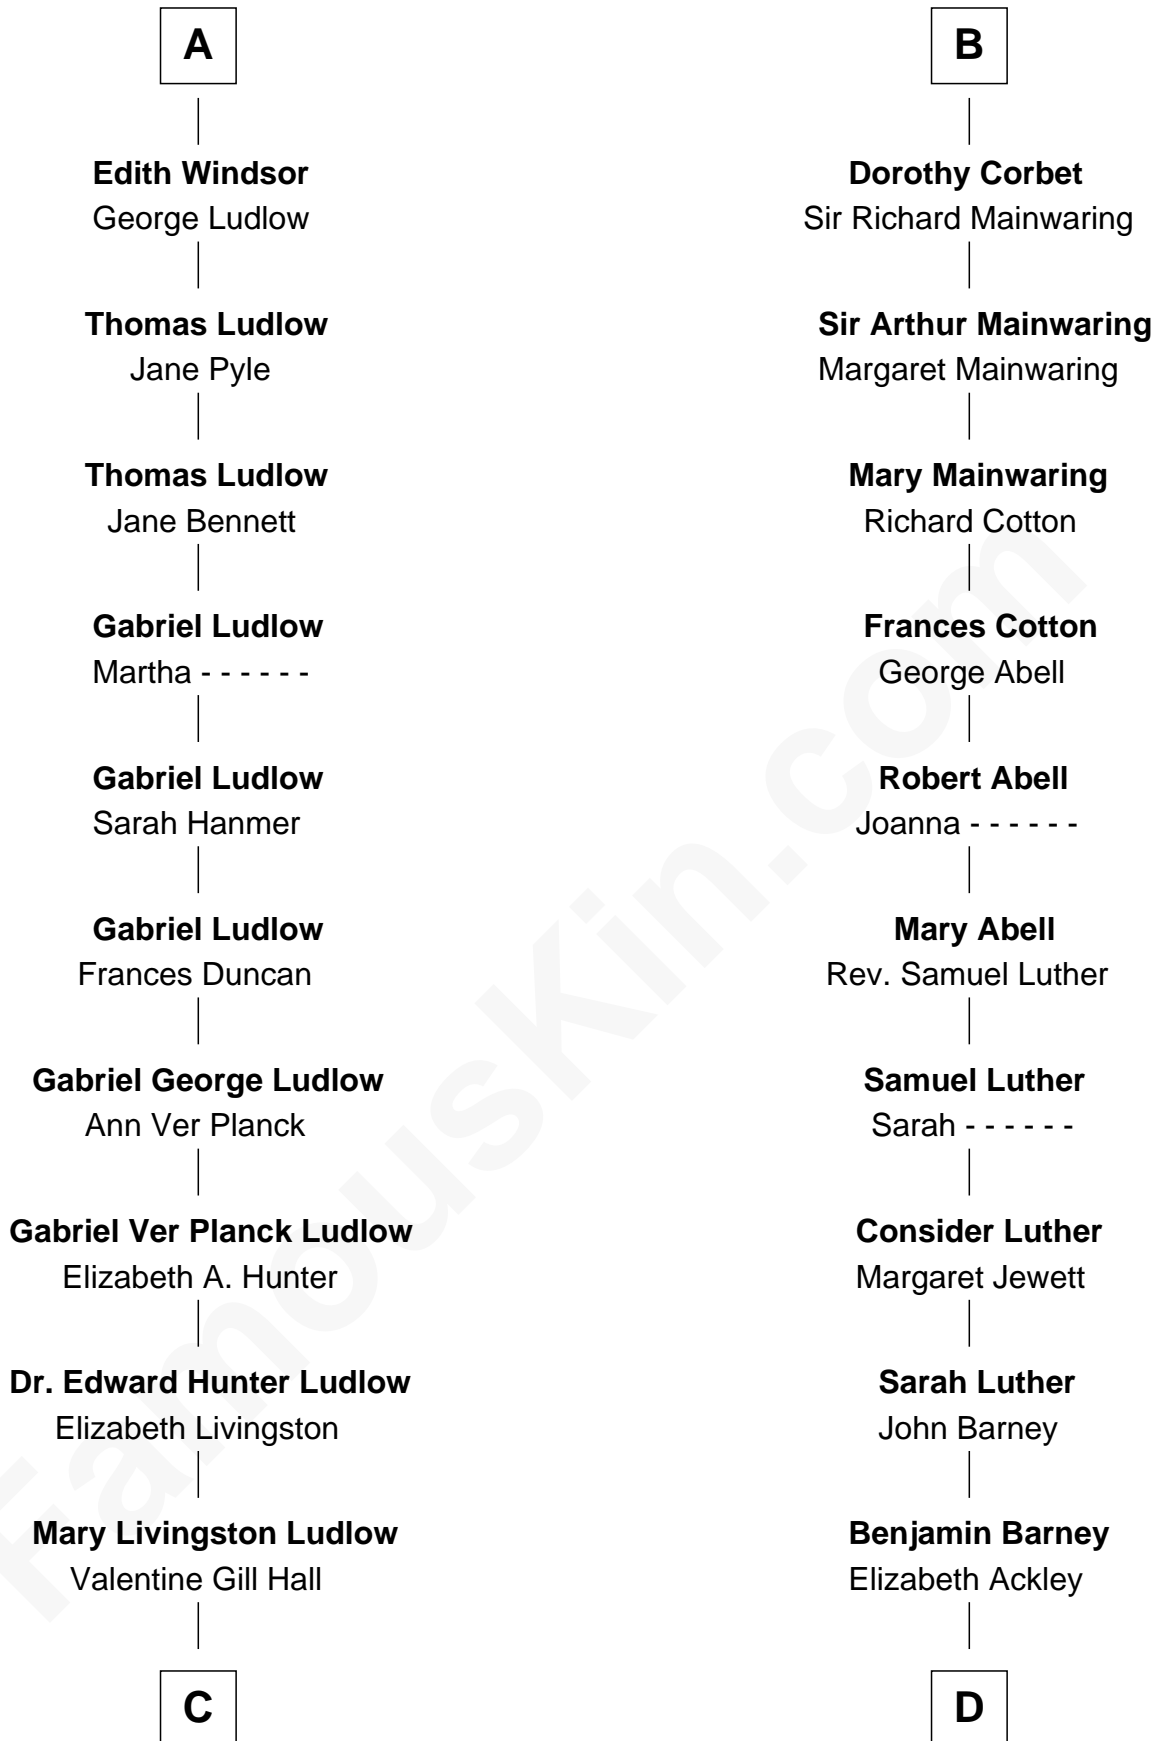 A
Edith Windsor
George Ludlow
Thomas Ludlow
Jane Pyle
Thomas Ludlow
Jane Bennett
Gabriel Ludlow
Martha - - - - - -
Gabriel Ludlow
Sarah Hanmer
Gabriel Ludlow
Frances Duncan
Gabriel George Ludlow
Ann Ver Planck
Gabriel Ver Planck Ludlow
Elizabeth A. Hunter
Dr. Edward Hunter Ludlow
Elizabeth Livingston
Mary Livingston Ludlow
Valentine Gill Hall
C
B
Dorothy Corbet
Sir Richard Mainwaring
Sir Arthur Mainwaring
Margaret Mainwaring
Mary Mainwaring
Richard Cotton
Frances Cotton
George Abell
Robert Abell
Joanna - - - - - -
Mary Abell
Rev. Samuel Luther
Samuel Luther
Sarah - - - - - -
Consider Luther
Margaret Jewett
Sarah Luther
John Barney
Benjamin Barney
Elizabeth Ackley
D
FamousKin.com